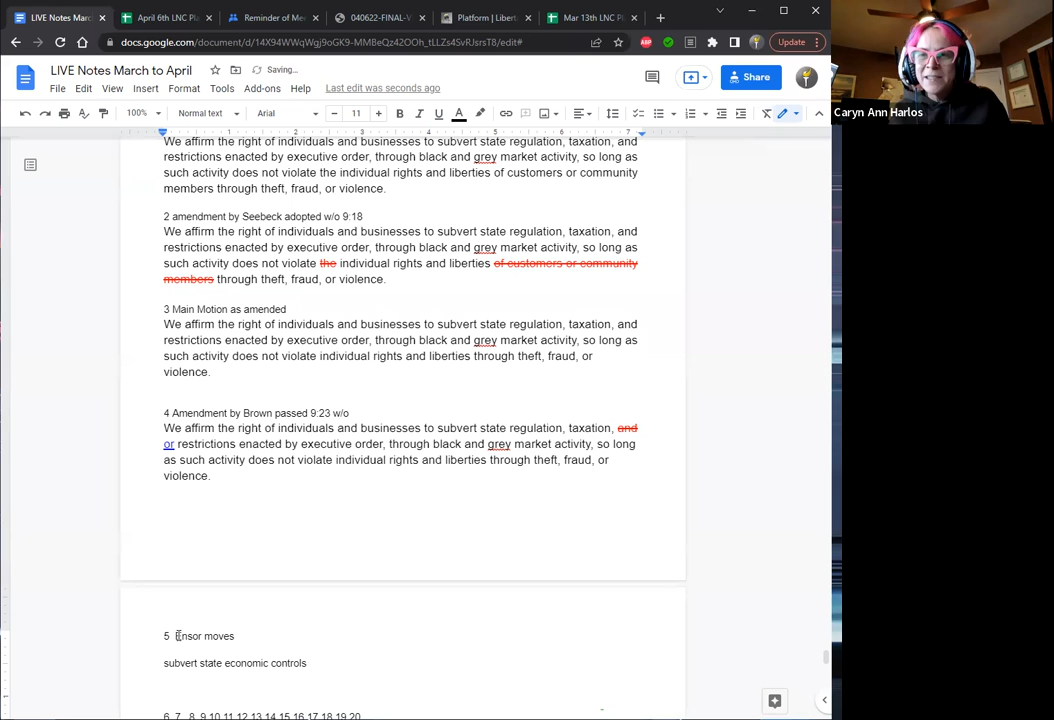 LIVE Notes Marc
April 6th LNC Pl
Reminder of Mee
040622-FINAL-V
Platform | Libert
Mar 13th LNC Pl
docs.google.com/document/d/
Update
LIVE Notes March to April
Saving...
File Edit View Insert Format Tools Add-ons Help
Last edit was seconds ago
Share
100%
Normal text
Arial
11
1 2 3 4 5 6 7
We affirm the right of individuals and businesses to subvert state regulation, taxation, and
restrictions enacted by executive order, through black and grey market activity, so long as
such activity does not violate the individual rights and liberties of customers or community
members through theft, fraud, or violence.
2 amendment by Seebeck adopted w/o 9:18
We affirm the right of individuals and businesses to subvert state regulation, taxation, and
restrictions enacted by executive order, through black and grey market activity, so long as
such activity does not violate the individual rights and liberties of customers or community
members through theft, fraud, or violence.
3 Main Motion as amended
We affirm the right of individuals and businesses to subvert state regulation, taxation, and
restrictions enacted by executive order, through black and grey market activity, so long as
such activity does not violate individual rights and liberties through theft, fraud, or
violence.
4 Amendment by Brown passed 9:23 w/o
We affirm the right of individuals and businesses to subvert state regulation, taxation, and
or restrictions enacted by executive order, through black and grey market activity, so long
as such activity does not violate individual rights and liberties through theft, fraud, or
violence.
5 moves
subvert state economic controls
6 7 8 9 10 11 12 13 14 15 16 17 18 19 20
Caryn Ann Harlos